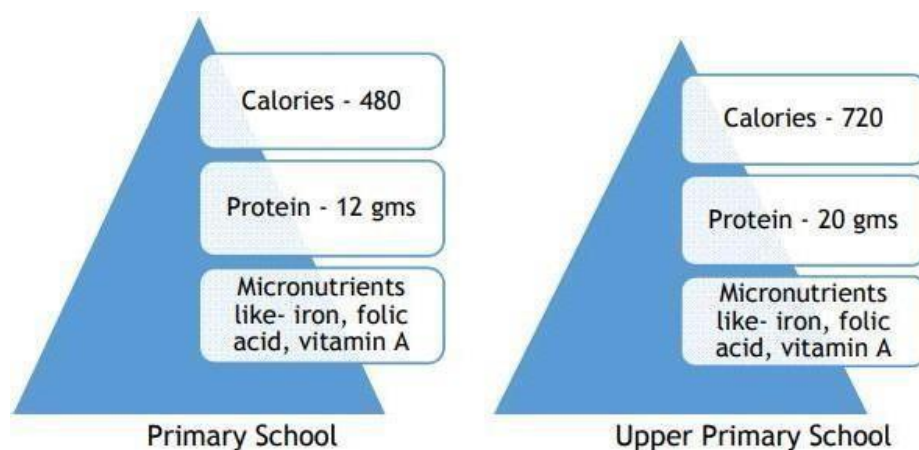 Calories - 480
Protein - 12 gms
Micronutrients
like- iron, folic
acid, vitamin A
Primary School
Calories - 720
Protein - 20 gms
Micronutrients
like- iron, folic
acid, vitamin A
Upper Primary School